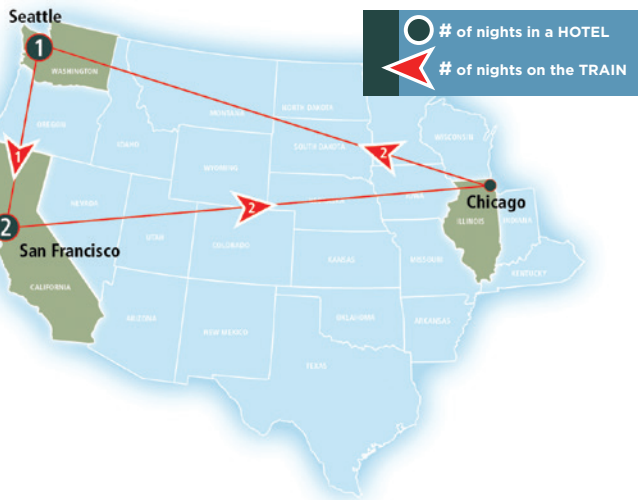 Seattle
1
# of nights in a HOTEL
# of nights on the TRAIN
WASHINGTON
MONTANA
NORTH DAKOTA
OREGON
IDAHO
SOUTH DAKOTA
WISCONSIN
1
2
WYOMING
2
IOWA
Chicago
NEVADA
UTAH
COLORADO
ILLINOIS
INDIANA
2
San Francisco
KANSAS
MISSOURI
KENTUCKY
CALIFORNIA
ARIZONA
NEW MEXICO
OKLAHOMA
ARKANSAS
TEXAS